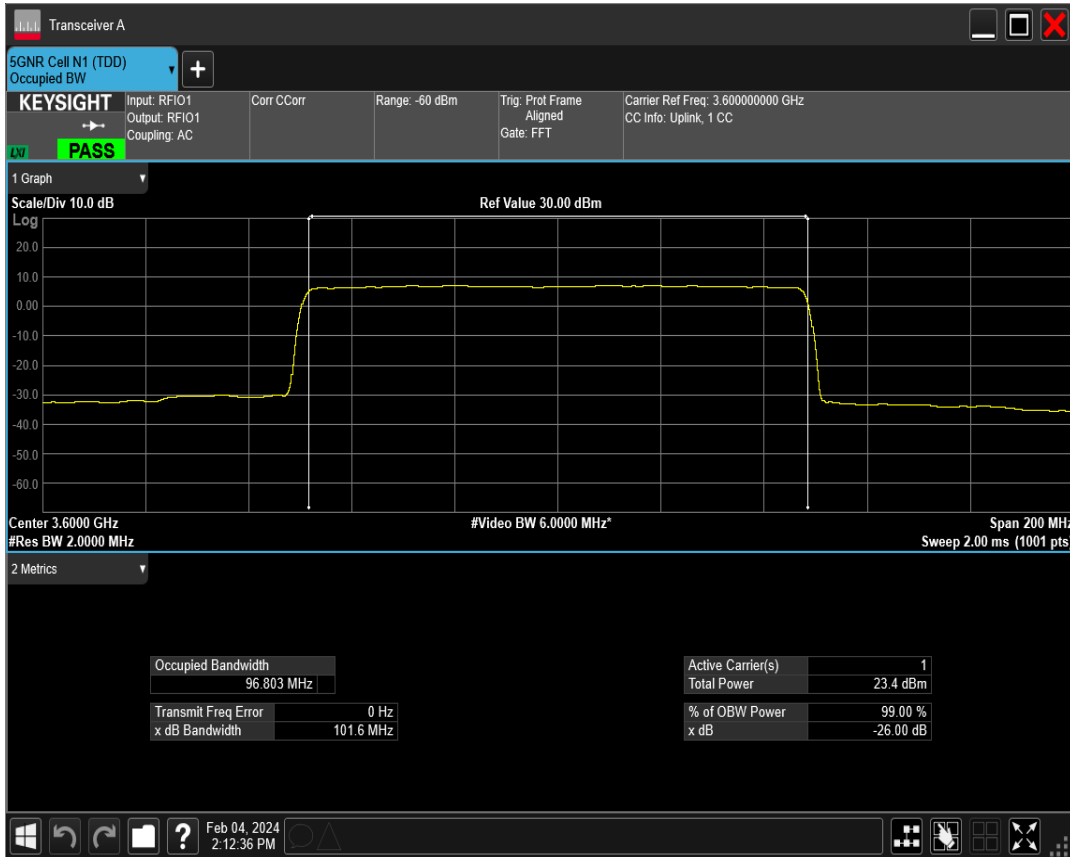 Transceiver A
5GNR Cell N1 (TDD)
Occupied BW
+
KEYSIGHT
LXI
PASS
Input: RFIO1
Output: RFIO1
Coupling: AC
Corr CCorr
Range: -60 dBm
Trig: Prot Frame
Aligned
Gate: FFT
Carrier Ref Freq: 3.600000000 GHz
CC Info: Uplink, 1 CC
1 Graph
Scale/Div 10.0 dB
Ref Value 30.00 dBm
Log
20.0
10.0
0.00
-10.0
-20.0
-30.0
-40.0
-50.0
-60.0
Center 3.6000 GHz
#Video BW 6.0000 MHz*
Span 200 MHz
#Res BW 2.0000 MHz
Sweep 2.00 ms (1001 pts)
2 Metrics
Occupied Bandwidth
96.803 MHz
Transmit Freq Error 0 Hz
x dB Bandwidth 101.6 MHz
Active Carrier(s) 1
Total Power 23.4 dBm
% of OBW Power 99.00 %
x dB -26.00 dB
?
Feb 04, 2024
2:12:36 PM